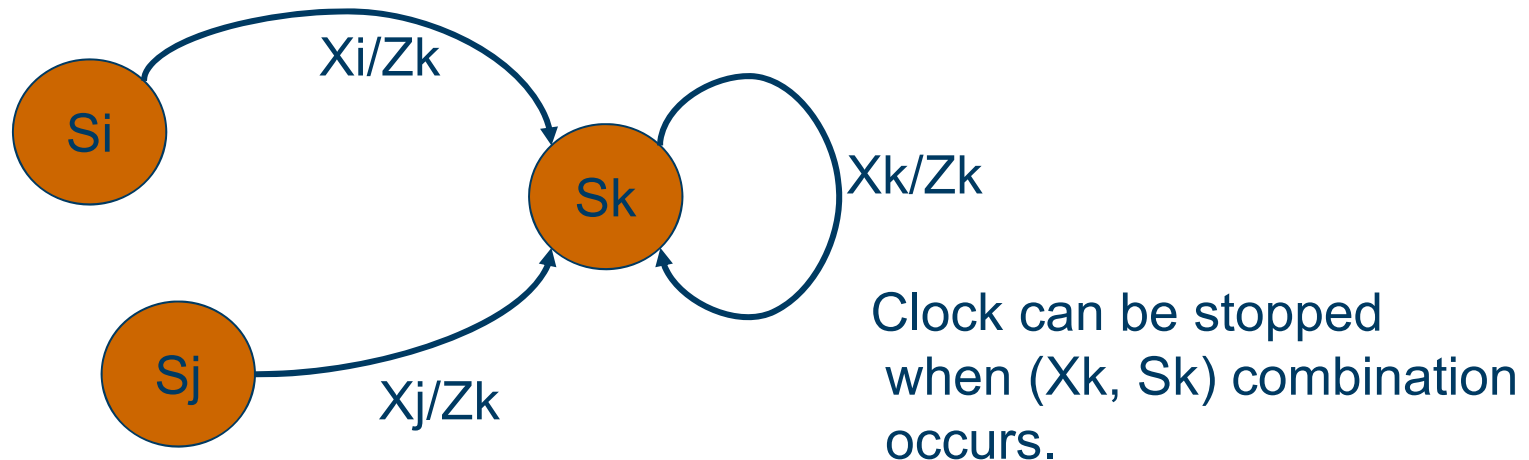 Xi/Zk
Si
Sk
Xk/Zk
Sj
Xj/Zk
Clock can be stopped
when (Xk, Sk) combination
occurs.